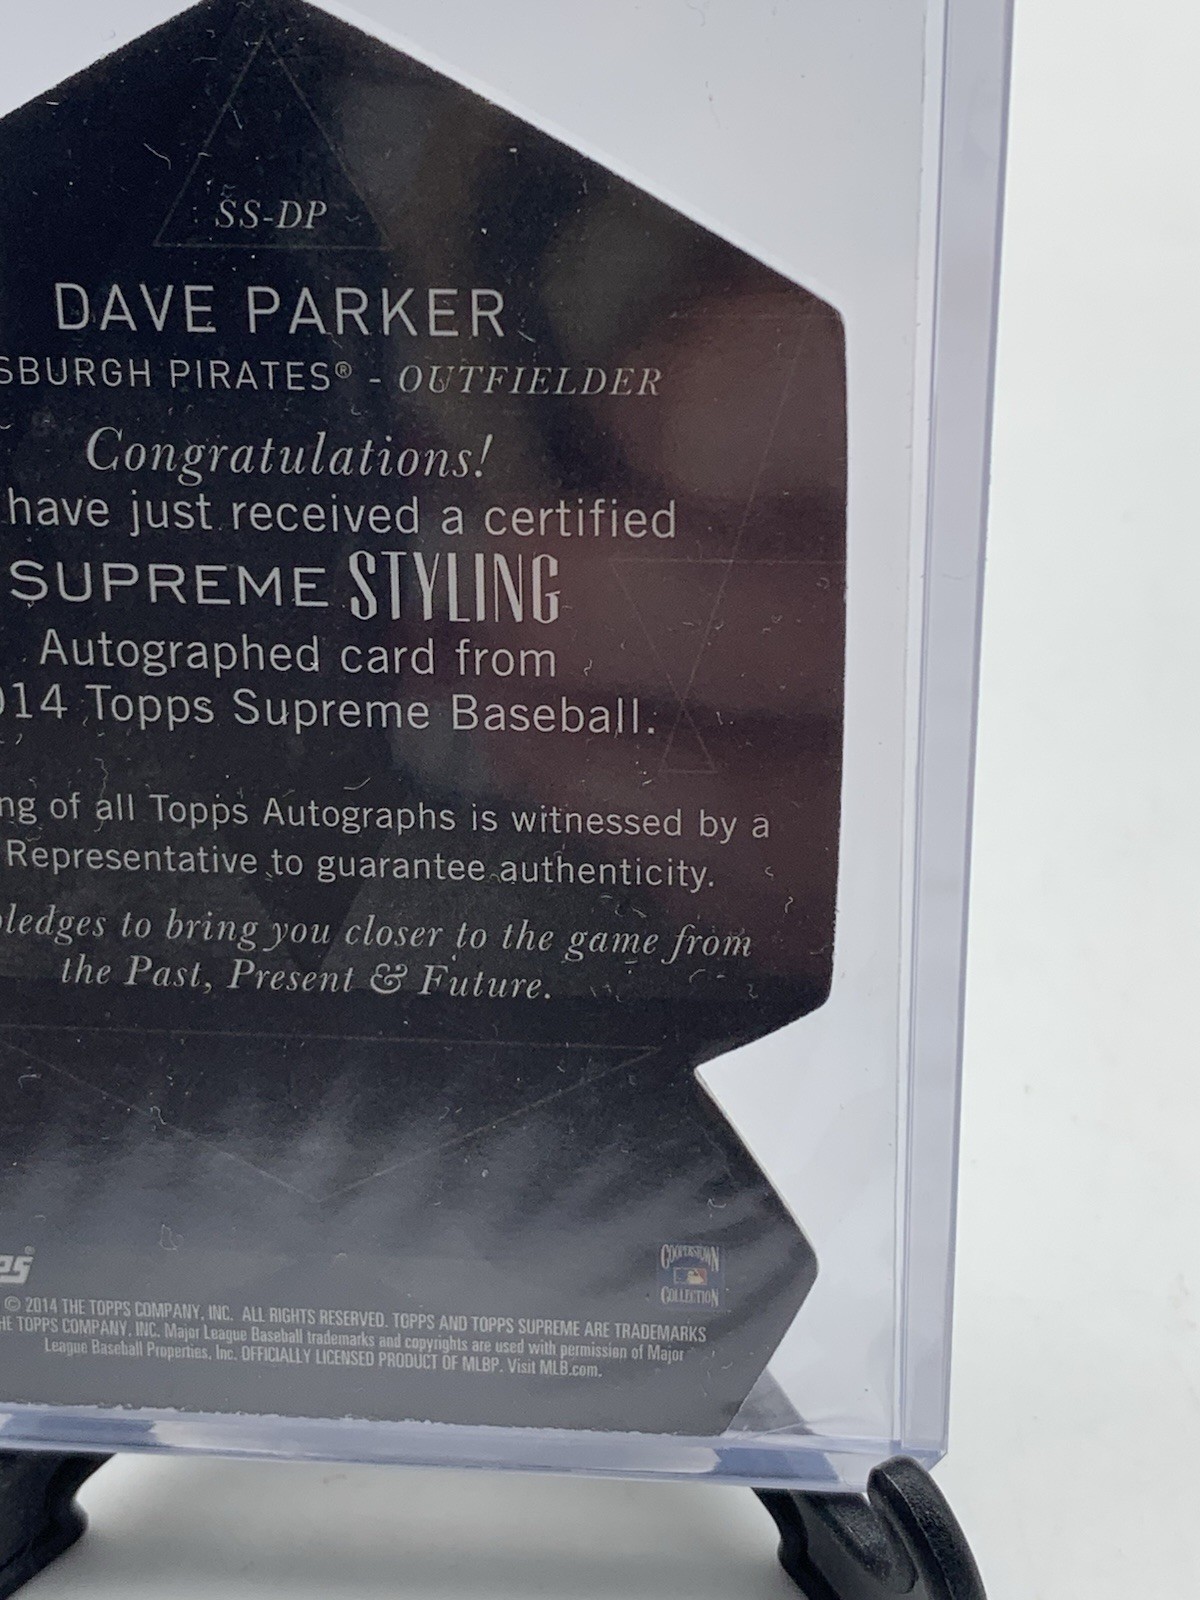 SS-DP
DAVE PARKER
SBURGH PIRATES® - OUTFIELDER
Congratulations!
have just received a certified
SUPREME STYLING
Autographed card from
014 Topps Supreme Baseball.
ng of all Topps Autographs is witnessed by a
Representative to guarantee authenticity.
ledges to bring you closer to the game from
the Past, Present & Future.
ps®
COOPERSTOWN
COLLECTION
© 2014 THE TOPPS COMPANY, INC. ALL RIGHTS RESERVED. TOPPS AND TOPPS SUPREME ARE TRADEMARKS
HE TOPPS COMPANY, INC. Major League Baseball trademarks and copyrights are used with permission of Major
League Baseball Properties, Inc. OFFICIALLY LICENSED PRODUCT OF MLBP. Visit MLB.com.